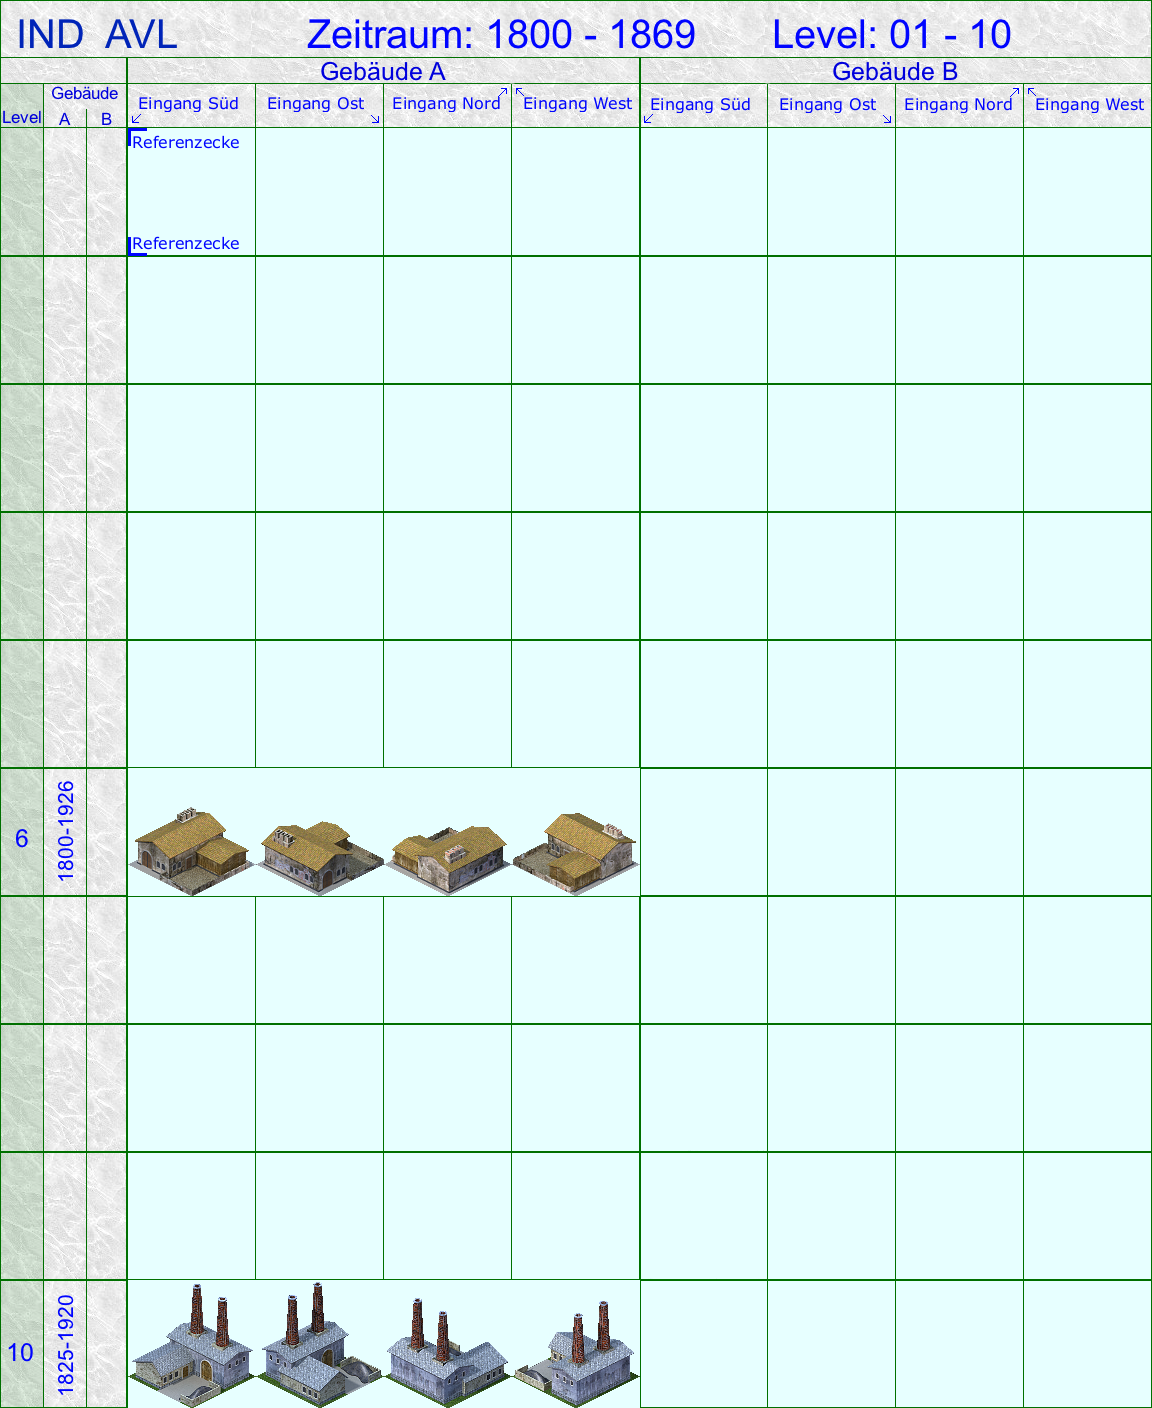 IND AVL Zeitraum: 1800 - 1869 Level: 01 - 10
Gebäude A Gebäude B
Level Gebäude A B Eingang Süd Eingang Ost Eingang Nord Eingang West Eingang Süd Eingang Ost Eingang Nord Eingang West
Referenzecke
Referenzecke
6 1800-1926
10 1825-1920